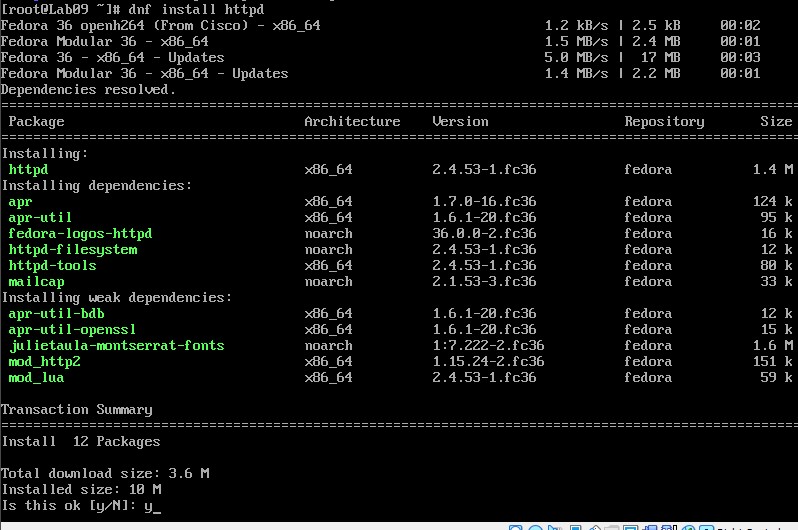 [root@Lab09 ~]# dnf install httpd
Fedora 36 openh264 (From Cisco) - x86_64 1.2 kB/s | 2.5 kB 00:02
Fedora Modular 36 - x86_64 1.5 MB/s | 2.4 MB 00:01
Fedora 36 - x86_64 - Updates 5.0 MB/s | 17 MB 00:03
Fedora Modular 36 - x86_64 - Updates 1.4 MB/s | 2.2 MB 00:01
Dependencies resolved.
================================================================================
Package Architecture Version Repository Size
================================================================================
Installing:
httpd x86_64 2.4.53-1.fc36 fedora 1.4 M
Installing dependencies:
apr x86_64 1.7.0-16.fc36 fedora 124 k
apr-util x86_64 1.6.1-20.fc36 fedora 95 k
fedora-logos-httpd noarch 36.0.0-2.fc36 fedora 16 k
httpd-filesystem noarch 2.4.53-1.fc36 fedora 12 k
httpd-tools x86_64 2.4.53-1.fc36 fedora 80 k
mailcap noarch 2.1.53-3.fc36 fedora 33 k
Installing weak dependencies:
apr-util-bdb x86_64 1.6.1-20.fc36 fedora 12 k
apr-util-openssl x86_64 1.6.1-20.fc36 fedora 15 k
julietaula-montserrat-fonts noarch 1:7.222-2.fc36 fedora 1.6 M
mod_http2 x86_64 1.15.24-2.fc36 fedora 151 k
mod_lua x86_64 2.4.53-1.fc36 fedora 59 k
Transaction Summary
================================================================================
Install 12 Packages
Total download size: 3.6 M
Installed size: 10 M
Is this ok [y/N]: y_